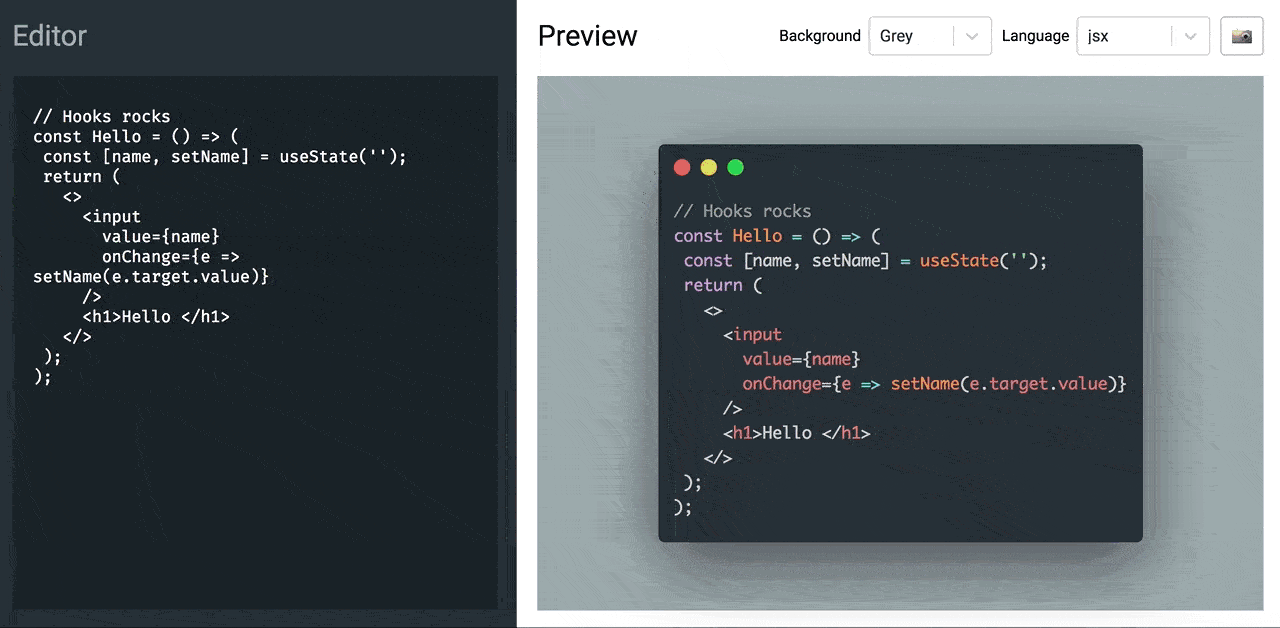 Editor
// Hooks rocks
const Hello = () => (
const [name, setName] = useState('');
return (
<>
<input
value={name}
onChange={e =>
setName(e.target.value)}
/>
<h1>Hello </h1>
</>
);
);
Preview
Background Grey Language jsx
// Hooks rocks
const Hello = () => (
const [name, setName] = useState('');
return (
<>
<input
value={name}
onChange={e => setName(e.target.value)}
/>
<h1>Hello </h1>
</>
);
);